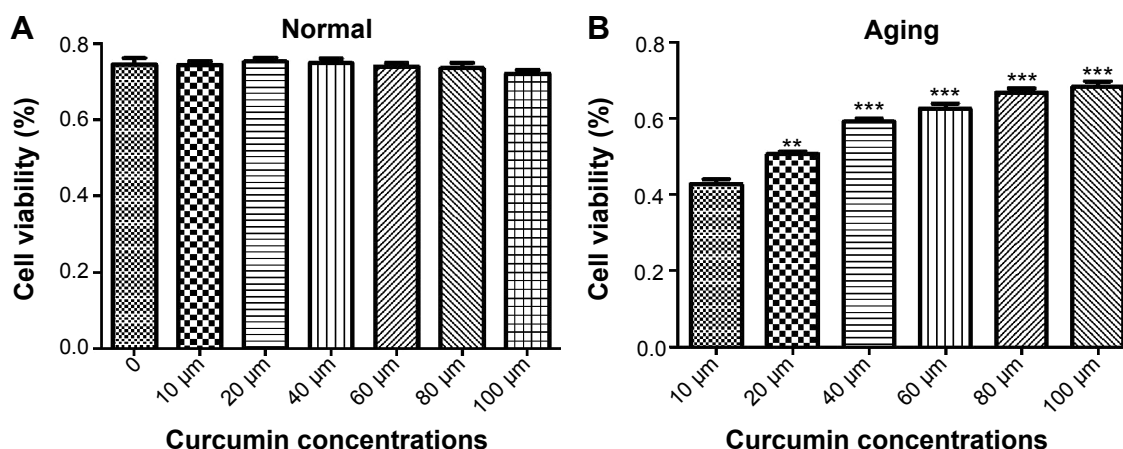 A
Normal
Cell viability (%)
0.8
0.6
0.4
0.2
0.0
0
10 µm
20 µm
40 µm
60 µm
80 µm
100 µm
Curcumin concentrations
B
Aging
Cell viability (%)
0.8
0.6
0.4
0.2
0.0
**
***
***
***
***
10 µm
20 µm
40 µm
60 µm
80 µm
100 µm
Curcumin concentrations